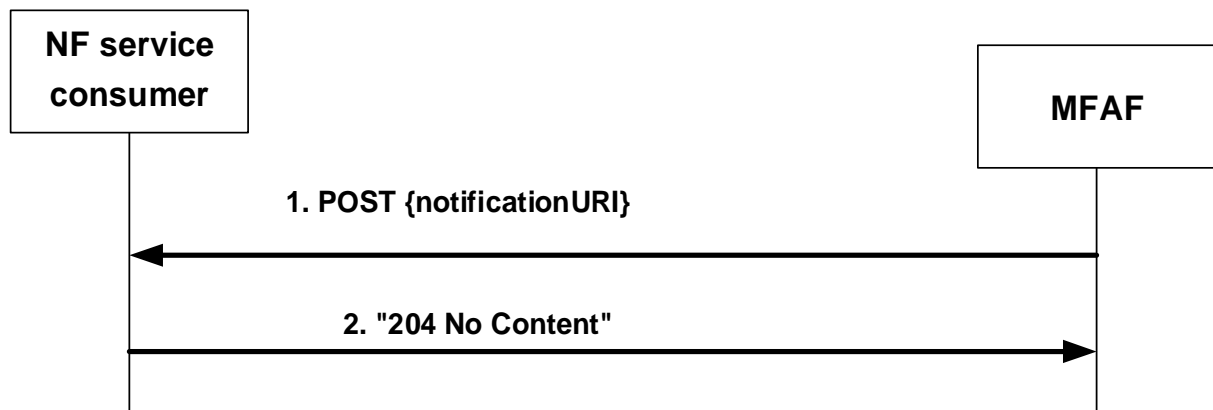 NF service
consumer
MFAF
1. POST {notificationURI}
2. "204 No Content"